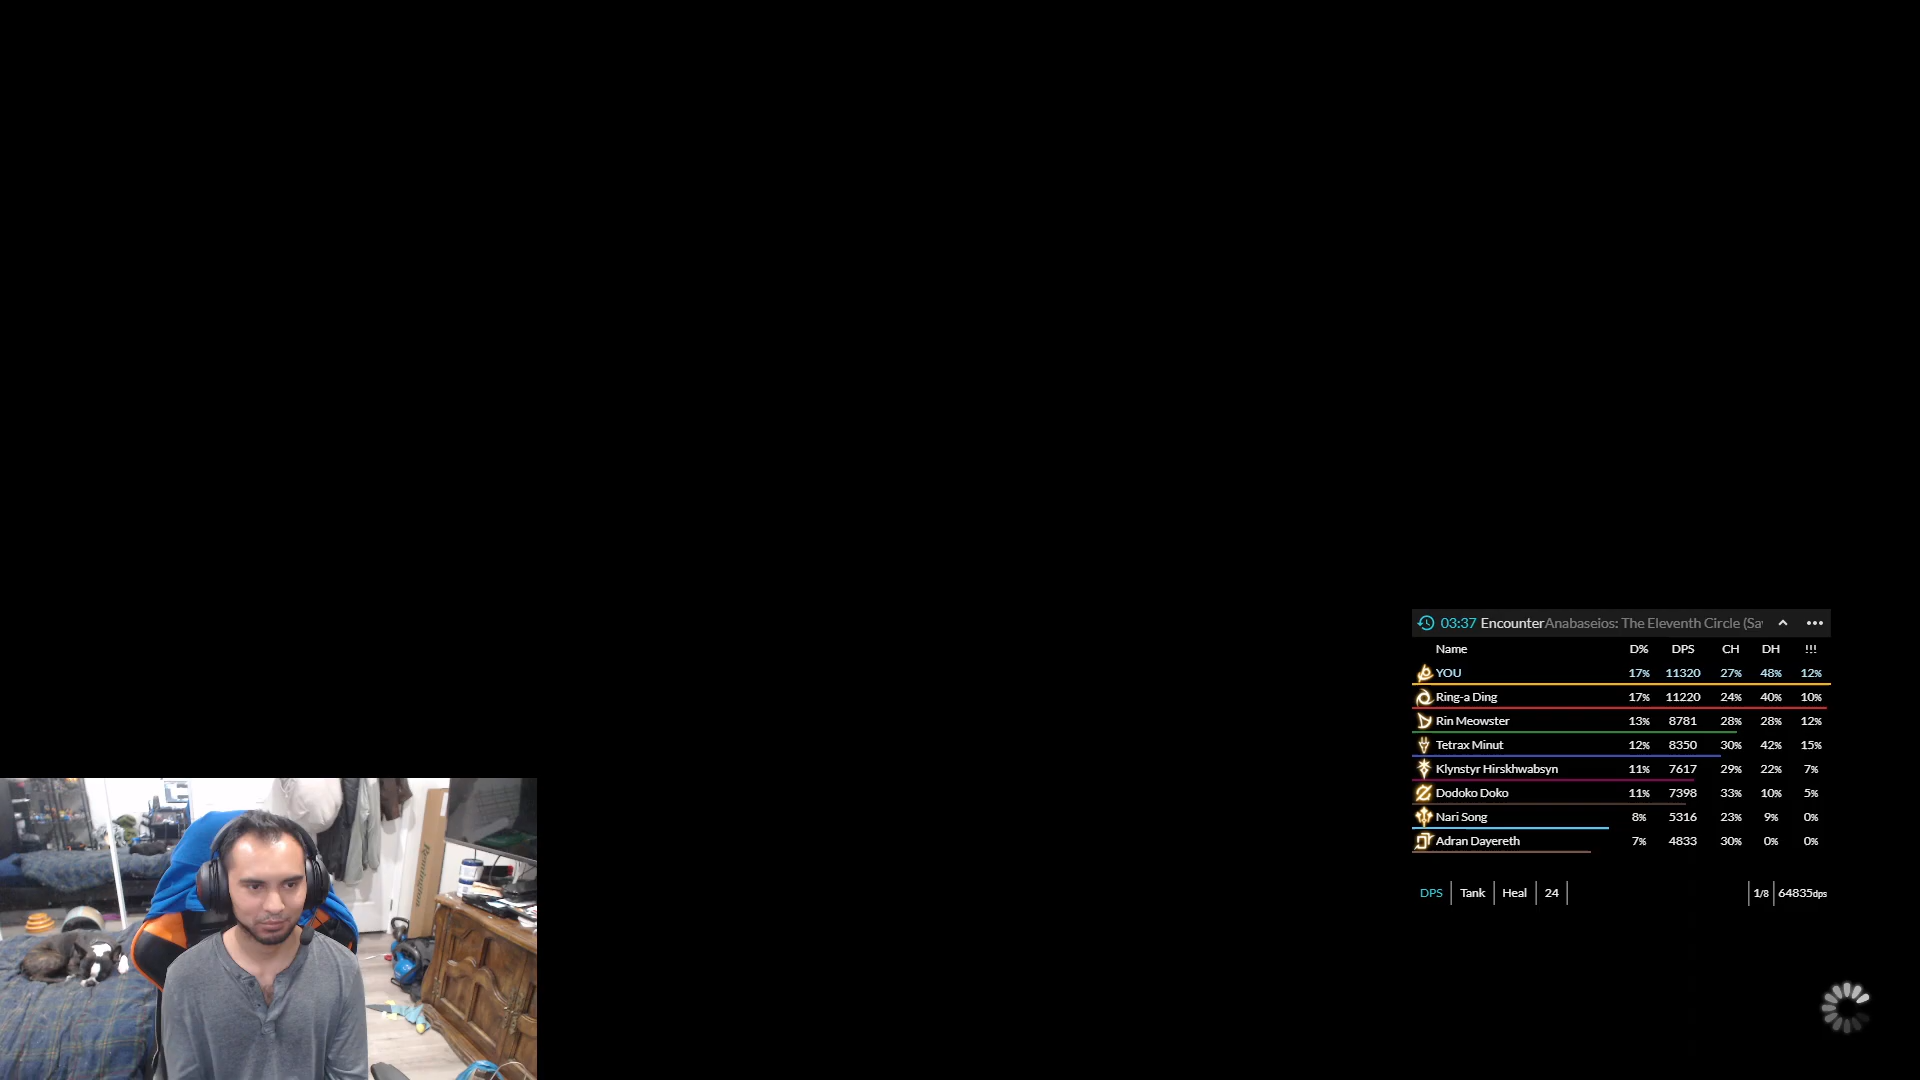 03:37 EncounterAnabaseios: The Eleventh Circle (Sa
Name D% DPS CH DH !!!
YOU 17% 11320 27% 48% 12%
Ring-a Ding 17% 11220 24% 40% 10%
Rin Meowster 13% 8781 28% 28% 12%
Tetrax Minut 12% 8350 30% 42% 15%
Klynstyr Hirskhwabsyn 11% 7617 29% 22% 7%
Dodoko Doko 11% 7398 33% 10% 5%
Nari Song 8% 5316 23% 9% 0%
Adran Dayereth 7% 4833 30% 0% 0%
DPS Tank Heal 24 1/8 64835dps
Remington